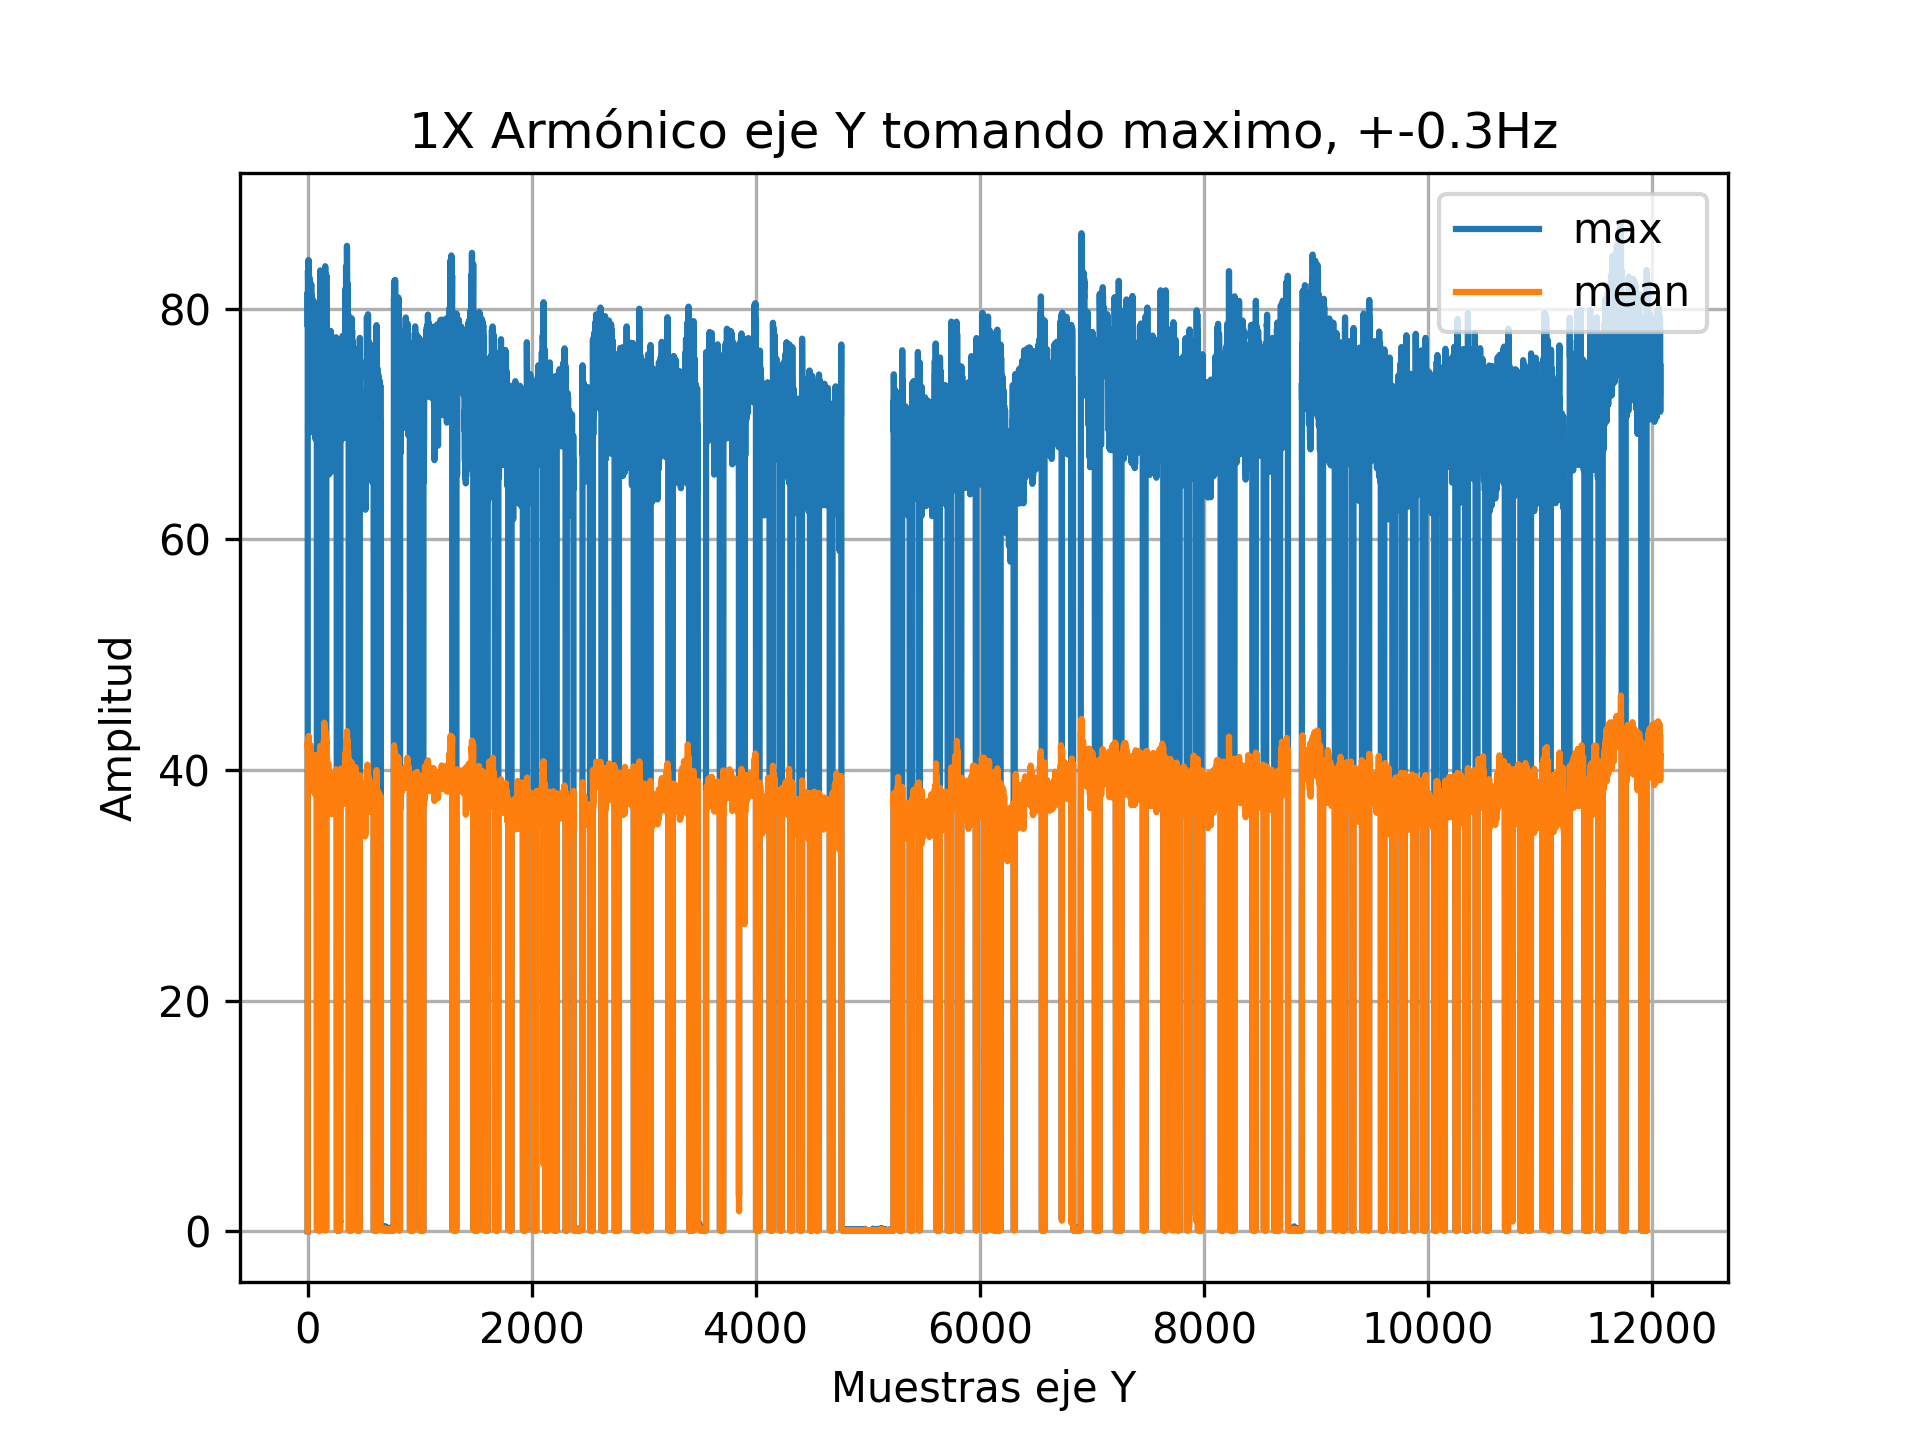 1X Armónico eje Y tomando maximo, +-0.3Hz
max
mean
80
60
40
20
0
Amplitud
0 2000 4000 6000 8000 10000 12000
Muestras eje Y